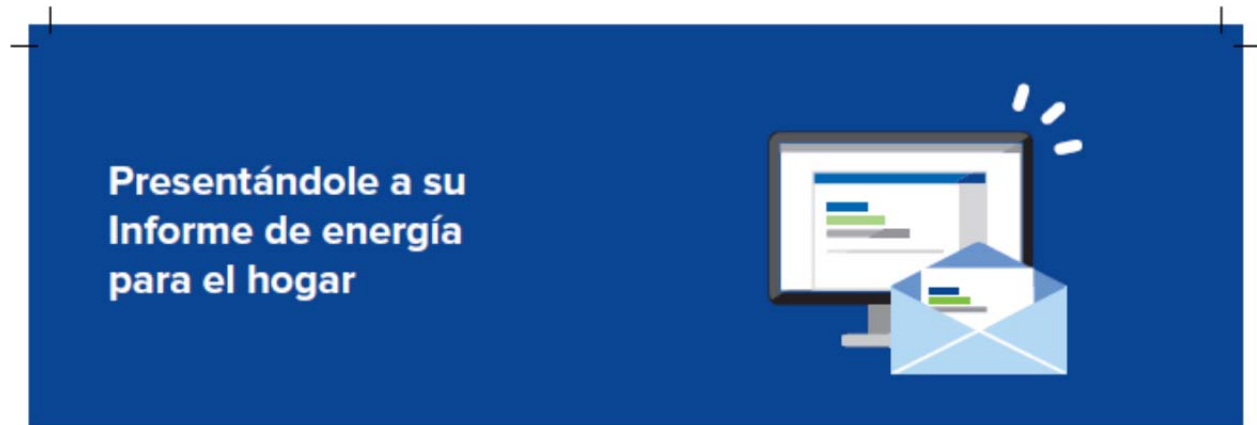 Presentándole a su
Informe de energía
para el hogar